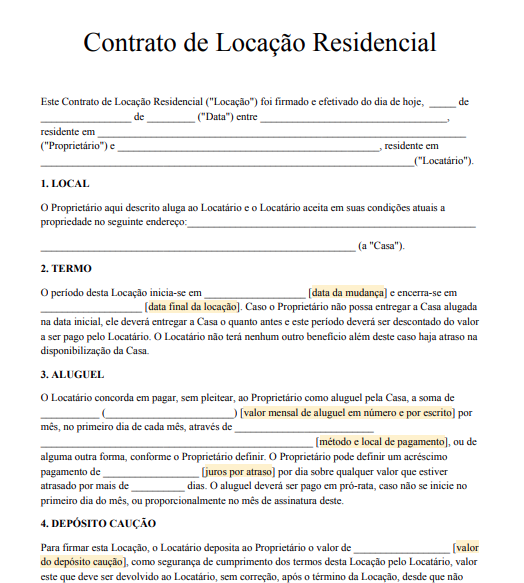 Contrato de Locação Residencial
Este Contrato de Locação Residencial ("Locação") foi firmado e efetivado do dia de hoje, _____ de
_________________ de _________ ("Data") entre ___________________________________,
residente em _____________________________________________________________________
("Proprietário") e _________________________________________________, residente em
______________________________________________________________________("Locatário").
1. LOCAL
O Proprietário aqui descrito aluga ao Locatário e o Locatário aceita em suas condições atuais a
propriedade no seguinte endereço:______________________________________________________
___________________________________________________________ (a "Casa").
2. TERMO
O período desta Locação inicia-se em ___________________ [data da mudança] e encerra-se em
___________________ [data final da locação]. Caso o Proprietário não possa entregar a Casa alugada
na data inicial, ele deverá entregar a Casa o quanto antes e este período deverá ser descontado do valor
a ser pago pelo Locatário. O Locatário não terá nenhum outro benefício além deste caso haja atraso na
disponibilização da Casa.
3. ALUGUEL
O Locatário concorda em pagar, sem pleitear, ao Proprietário como aluguel pela Casa, a soma de
___________ (________________________) [valor mensal de aluguel em número e por escrito] por
mês, no primeiro dia de cada mês, através de __________________________
___________________________________________________ [método e local de pagamento], ou de
alguma outra forma, conforme o Proprietário definir. O Proprietário pode definir um acréscimo
pagamento de __________________ [juros por atraso] por dia sobre qualquer valor que estiver
atrasado por mais de __________ dias. O aluguel deverá ser pago em pró-rata, caso não se inicie no
primeiro dia do mês, ou proporcionalmente no mês de assinatura deste.
4. DEPÓSITO CAUÇÃO
Para firmar esta Locação, o Locatário deposita ao Proprietário o valor de __________________ [valor
do depósito caução], como segurança de cumprimento dos termos desta Locação pelo Locatário, valor
este que deve ser devolvido ao Locatário, sem correção, após o término da Locação, desde que não